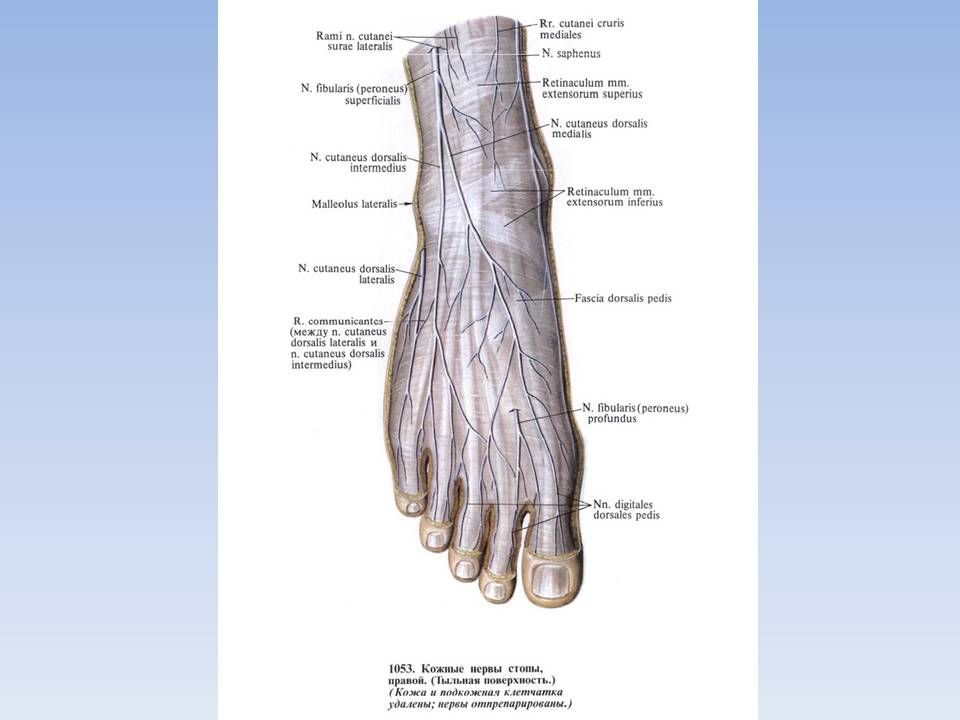 Rr. cutanei cruris
mediales
Rami n. cutanei
surae lateralis
N. saphenus
N. fibularis (peroneus)
superficialis
Retinaculum mm.
extensorum superius
N. cutaneus dorsalis
medialis
N. cutaneus dorsalis
intermedius
Retinaculum mm.
extensorum inferius
Malleolus lateralis
N. cutaneus dorsalis
lateralis
Fascia dorsalis pedis
R. communicantes
(между n. cutaneus
dorsalis lateralis и
n. cutaneus dorsalis
intermedius)
N. fibularis (peroneus)
profundus
Nn. digitales
dorsales pedis
1053. Кожные нервы стопы,
правой. (Тыльная поверхность.)
(Кожа и подкожная клетчатка
удалены; нервы отпрепарированы.)